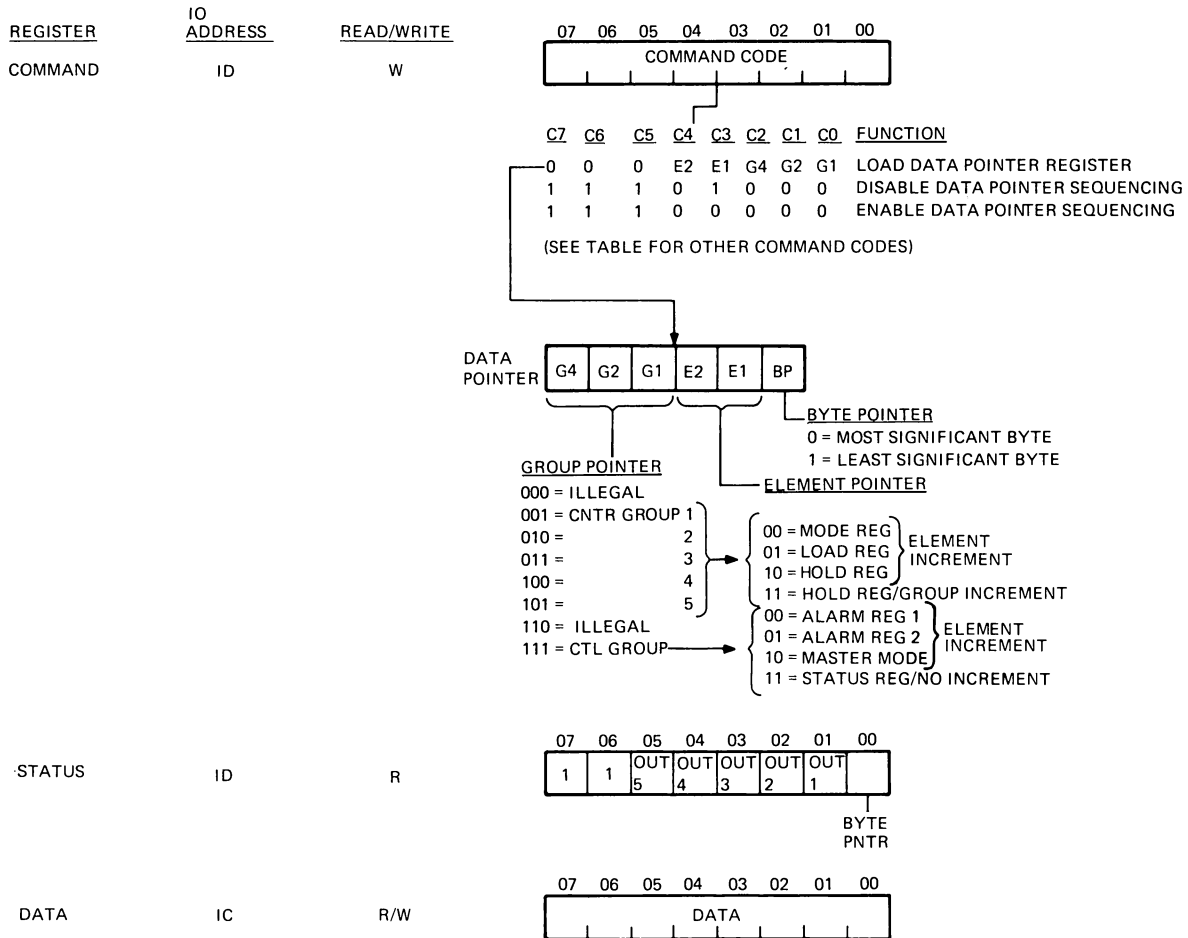 REGISTER IO ADDRESS READ/WRITE 07 06 05 04 03 02 01 00
COMMAND ID W COMMAND CODE
C7 C6 C5 C4 C3 C2 C1 C0 FUNCTION
0 0 0 E2 E1 G4 G2 G1 LOAD DATA POINTER REGISTER
1 1 1 0 1 0 0 0 DISABLE DATA POINTER SEQUENCING
1 1 1 0 0 0 0 0 ENABLE DATA POINTER SEQUENCING
(SEE TABLE FOR OTHER COMMAND CODES)
DATA POINTER G4 G2 G1 E2 E1 BP
BYTE POINTER
0 = MOST SIGNIFICANT BYTE
1 = LEAST SIGNIFICANT BYTE
GROUP POINTER
000 = ILLEGAL
001 = CNTR GROUP 1
010 = 2
011 = 3
100 = 4
101 = 5
110 = ILLEGAL
111 = CTL GROUP
ELEMENT POINTER
00 = MODE REG
01 = LOAD REG
10 = HOLD REG
ELEMENT INCREMENT
11 = HOLD REG/GROUP INCREMENT
00 = ALARM REG 1
01 = ALARM REG 2
10 = MASTER MODE
ELEMENT INCREMENT
11 = STATUS REG/NO INCREMENT
07 06 05 04 03 02 01 00
STATUS ID R 1 1 OUT 5 OUT 4 OUT 3 OUT 2 OUT 1
BYTE
PNTR
07 06 05 04 03 02 01 00
DATA IC R/W DATA